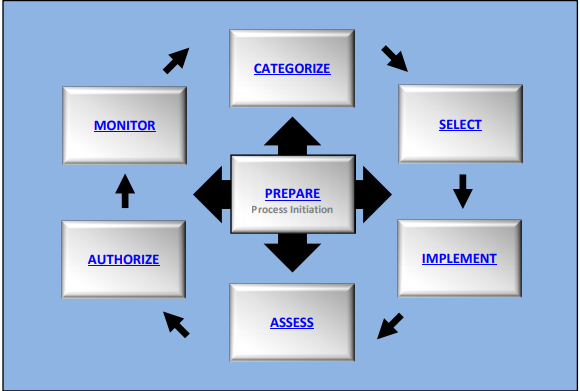 CATEGORIZE
MONITOR
SELECT
PREPARE
Process Initiation
AUTHORIZE
IMPLEMENT
ASSESS